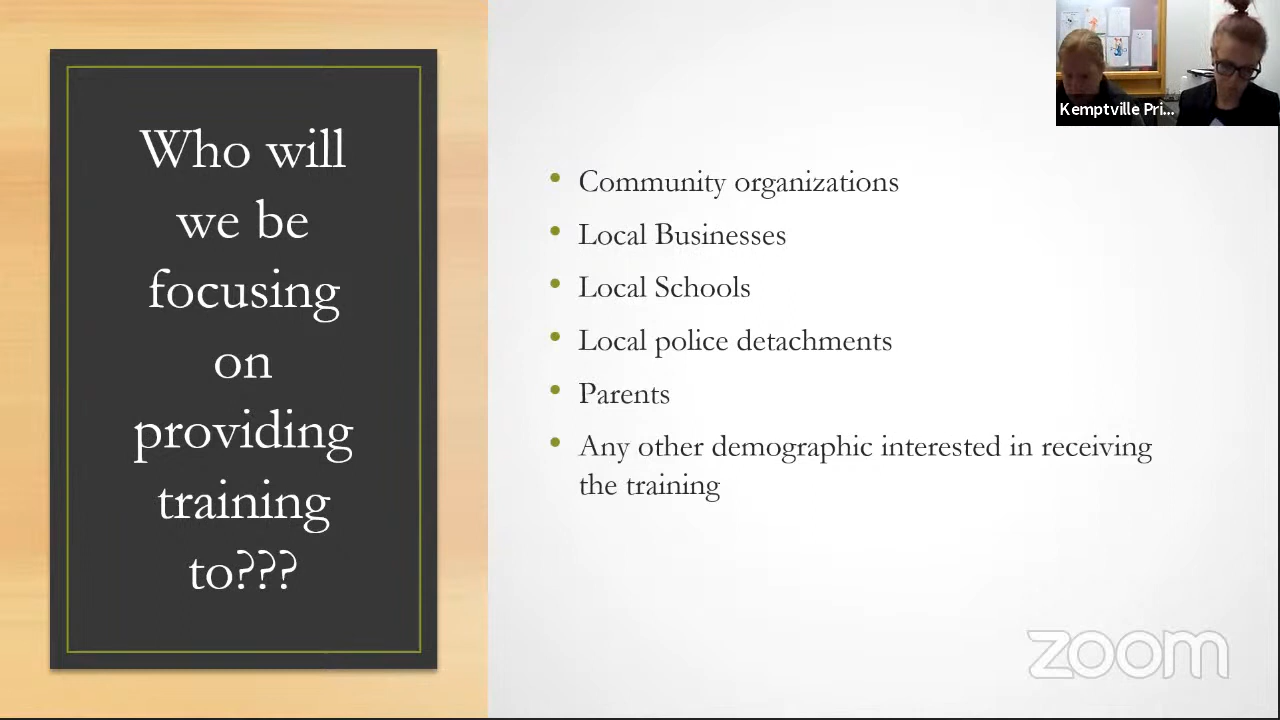 Who will
we be
focusing
on
providing
training
to???
• Community organizations
• Local Businesses
• Local Schools
• Local police detachments
• Parents
• Any other demographic interested in receiving
the training
Kemptville Pri...
zoom